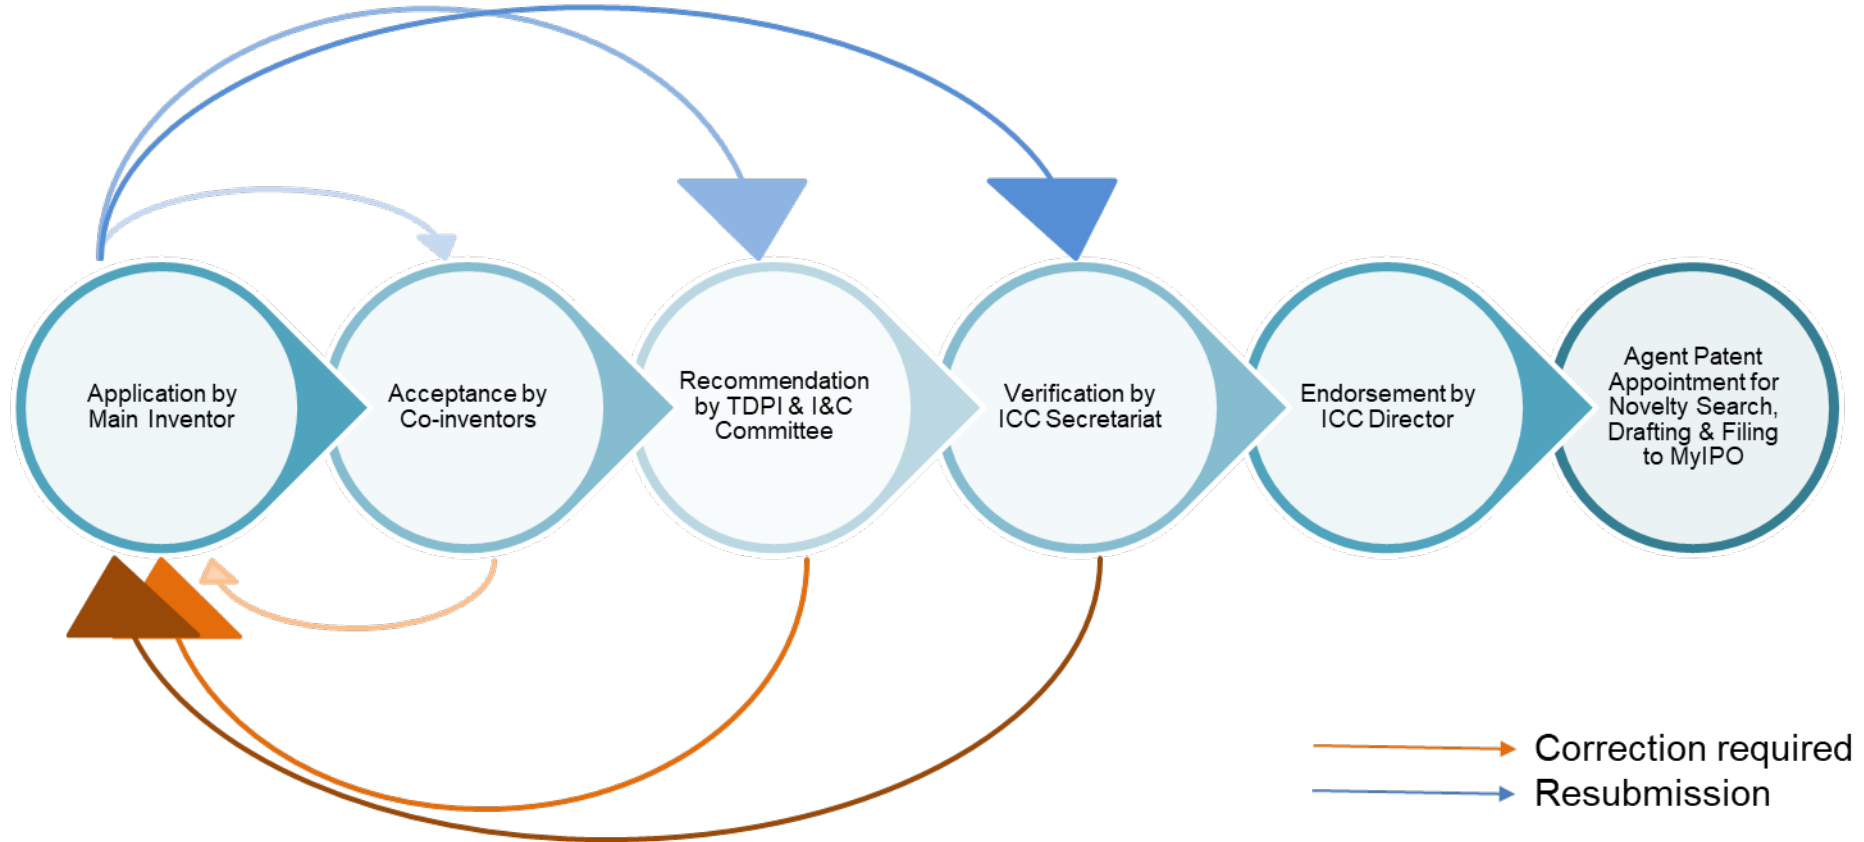 Application by
Main Inventor
Acceptance by
Co-inventors
Recommendation
by TDPI & I&C
Committee
Verification by
ICC Secretariat
Endorsement by
ICC Director
Agent Patent
Appointment for
Novelty Search,
Drafting & Filing
to MyIPO
Correction required
Resubmission